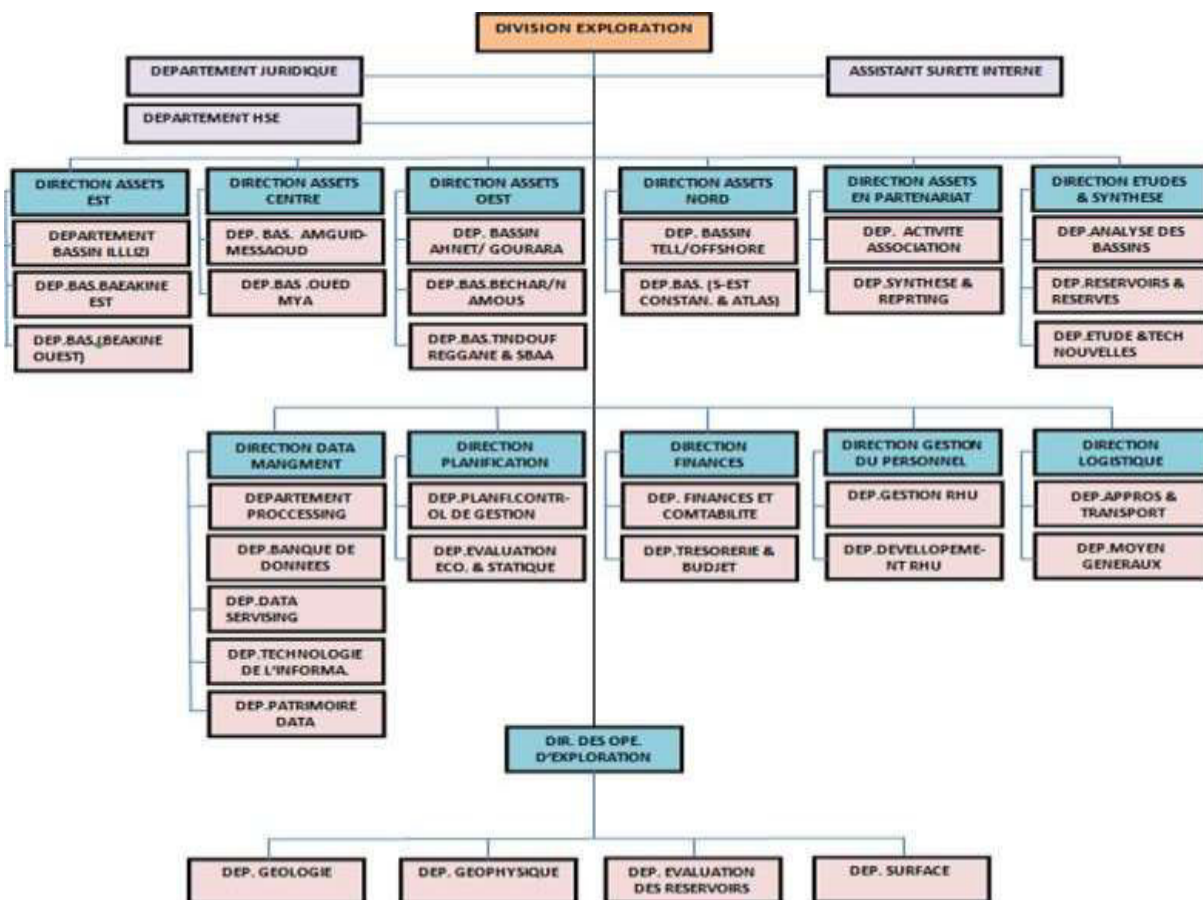 DIVISION EXPLORATION
DEPARTEMENT JURIDIQUE
ASSISTANT SURETE INTERNE
DEPARTEMENT HSE
DIRECTION ASSETS
EST
DEPARTEMENT
BASSIN ILLLIZI
DEP.BAS.BAEAKINE
EST
DEP.BAS.(BEAKINE
OUEST)
DIRECTION ASSETS
CENTRE
DEP. BAS. AMGUID-
MESSAOUD
DEP.BAS .OUED
MYA
DIRECTION ASSETS
OEST
DEP. BASSIN
AHNET/ GOURARA
DEP.BAS.BECHAR/N
AMOUS
DEP.BAS.TINDOUF
REGGANE & SBAA
DIRECTION ASSETS
NORD
DEP. BASSIN
TELL/OFFSHORE
DEP.BAS. (S-EST
CONSTAN. & ATLAS)
DIRECTION ASSETS
EN PARTENARIAT
DEP. ACTIVITE
ASSOCIATION
DEP.SYNTHESE &
REPRTING
DIRECTION ETUDES
& SYNTHESE
DEP.ANALYSE DES
BASSINS
DEP.RESERVOIRS &
RESERVES
DEP.ETUDE &TECH
NOUVELLES
DIRECTION DATA
MANGMENT
DEPARTEMENT
PROCCESSING
DEP.BANQUE DE
DONNEES
DEP.DATA
SERVISING
DEP.TECHNOLOGIE
DE L'INFORMA.
DEP.PATRIMOIRE
DATA
DIRECTION
PLANIFICATION
DEP.PLANFI.CONTR-
OL DE GESTION
DEP.EVALUATION
ECO. & STATIQUE
DIRECTION
FINANCES
DEP. FINANCES ET
COMTABILITE
DEP.TRESORERIE &
BUDJET
DIRECTION GESTION
DU PERSONNEL
DEP.GESTION RHU
DEP.DEVELLOPEME-
NT RHU
DIRECTION
LOGISTIQUE
DEP.APPROS &
TRANSPORT
DEP.MOYEN
GENERAUX
DIR. DES OPE.
D'EXPLORATION
DEP. GEOLOGIE
DEP. GEOPHYSIQUE
DEP. EVALUATION
DES RESERVOIRS
DEP. SURFACE